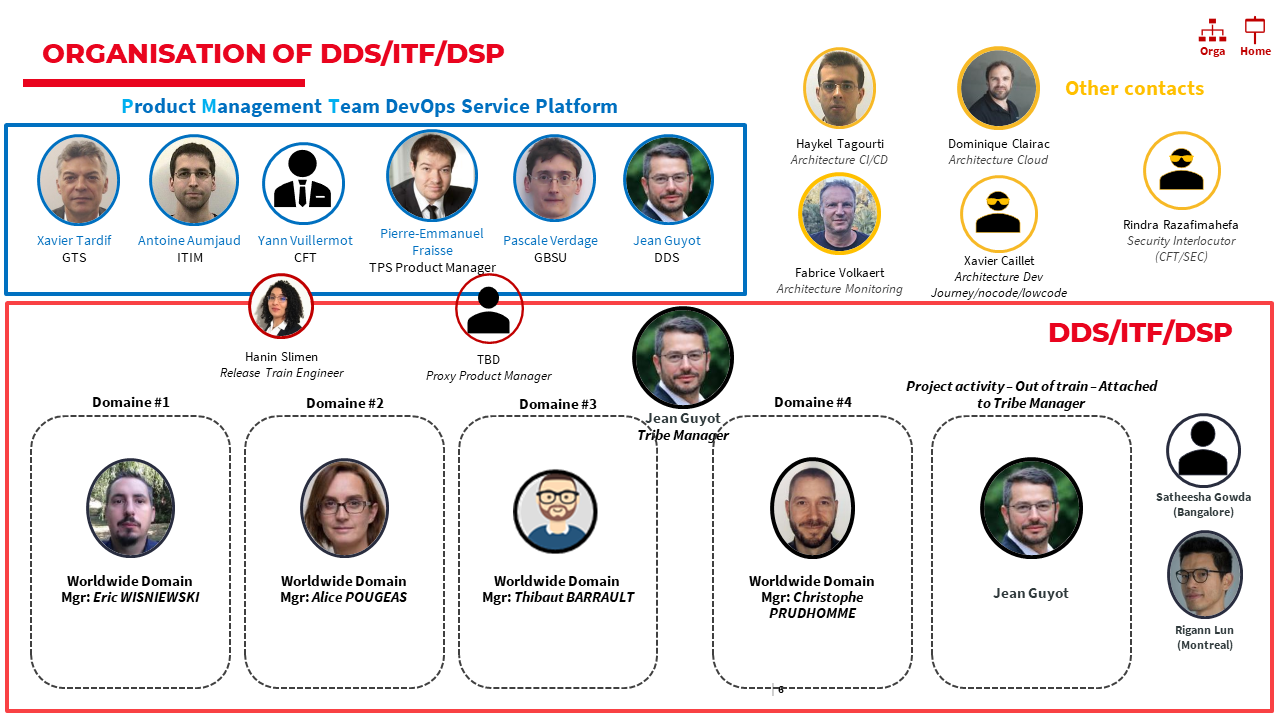 ORGANISATION OF DDS/ITF/DSP
Orga
Home
Product Management Team DevOps Service Platform
Xavier Tardif
GTS
Antoine Aumjaud
ITIM
Yann Vuillermot
CFT
Pierre-Emmanuel
Fraisse
TPS Product Manager
Pascale Verdage
GBSU
Jean Guyot
DDS
Other contacts
Haykel Tagourti
Architecture CI/CD
Dominique Clairac
Architecture Cloud
Fabrice Volkaert
Architecture Monitoring
Xavier Caillet
Architecture Dev
Journey/nocode/lowcode
Rindra Razafimahefa
Security Interlocutor
(CFT/SEC)
DDS/ITF/DSP
Hanin Slimen
Release Train Engineer
TBD
Proxy Product Manager
Jean Guyot
Tribe Manager
Domaine #1
Worldwide Domain
Mgr: Eric WISNIEWSKI
Domaine #2
Worldwide Domain
Mgr: Alice POUGEAS
Domaine #3
Worldwide Domain
Mgr: Thibaut BARRAULT
Domaine #4
Worldwide Domain
Mgr: Christophe
PRUDHOMME
Project activity – Out of train – Attached
to Tribe Manager
Jean Guyot
Satheesha Gowda
(Bangalore)
Rigann Lun
(Montreal)
| 6